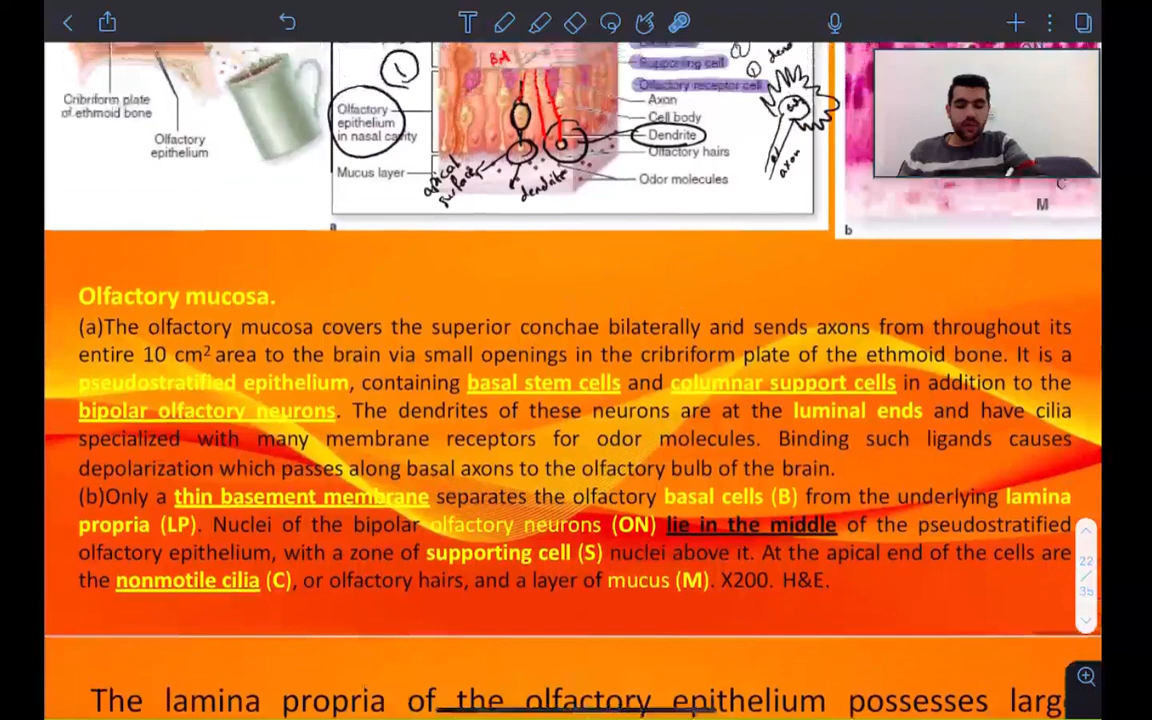 Cribriform plate
of ethmoid bone
Olfactory
epithelium
Olfactory
epithelium
in nasal cavity
Mucus layer
1
apical
surface
dendrite
Supporting cell
Olfactory receptor cell
Axon
Cell body
Dendrite
Olfactory hairs
Odor molecules
axon
a
C
M
b
Olfactory mucosa.
(a)The olfactory mucosa covers the superior conchae bilaterally and sends axons from throughout its
entire 10 cm² area to the brain via small openings in the cribriform plate of the ethmoid bone. It is a
pseudostratified epithelium, containing basal stem cells and columnar support cells in addition to the
bipolar olfactory neurons. The dendrites of these neurons are at the luminal ends and have cilia
specialized with many membrane receptors for odor molecules. Binding such ligands causes
depolarization which passes along basal axons to the olfactory bulb of the brain.
(b)Only a thin basement membrane separates the olfactory basal cells (B) from the underlying lamina
propria (LP). Nuclei of the bipolar olfactory neurons (ON) lie in the middle of the pseudostratified
olfactory epithelium, with a zone of supporting cell (S) nuclei above it. At the apical end of the cells are
the nonmotile cilia (C), or olfactory hairs, and a layer of mucus (M). X200. H&E.
22
/
35
The lamina propria of the olfactory epithelium possesses